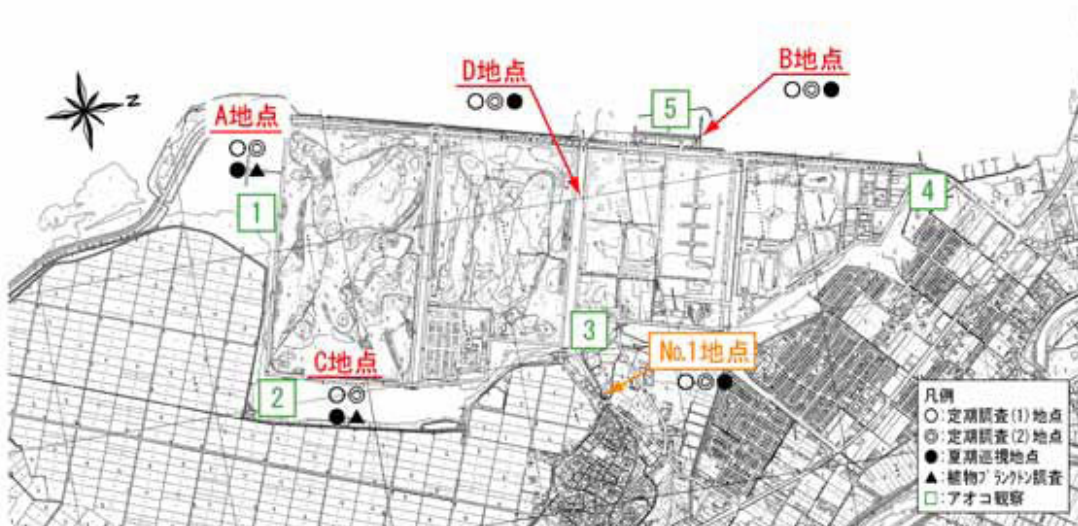 N
A地点
○◎
●▲
D地点
○◎●
B地点
○◎●
5
1
4
3
No.1地点
○◎●
C地点
○◎
●▲
2
凡例
○:定期調査(1)地点
◎:定期調査(2)地点
●:夏期巡視地点
▲:植物プランクトン調査
□:アオコ観察